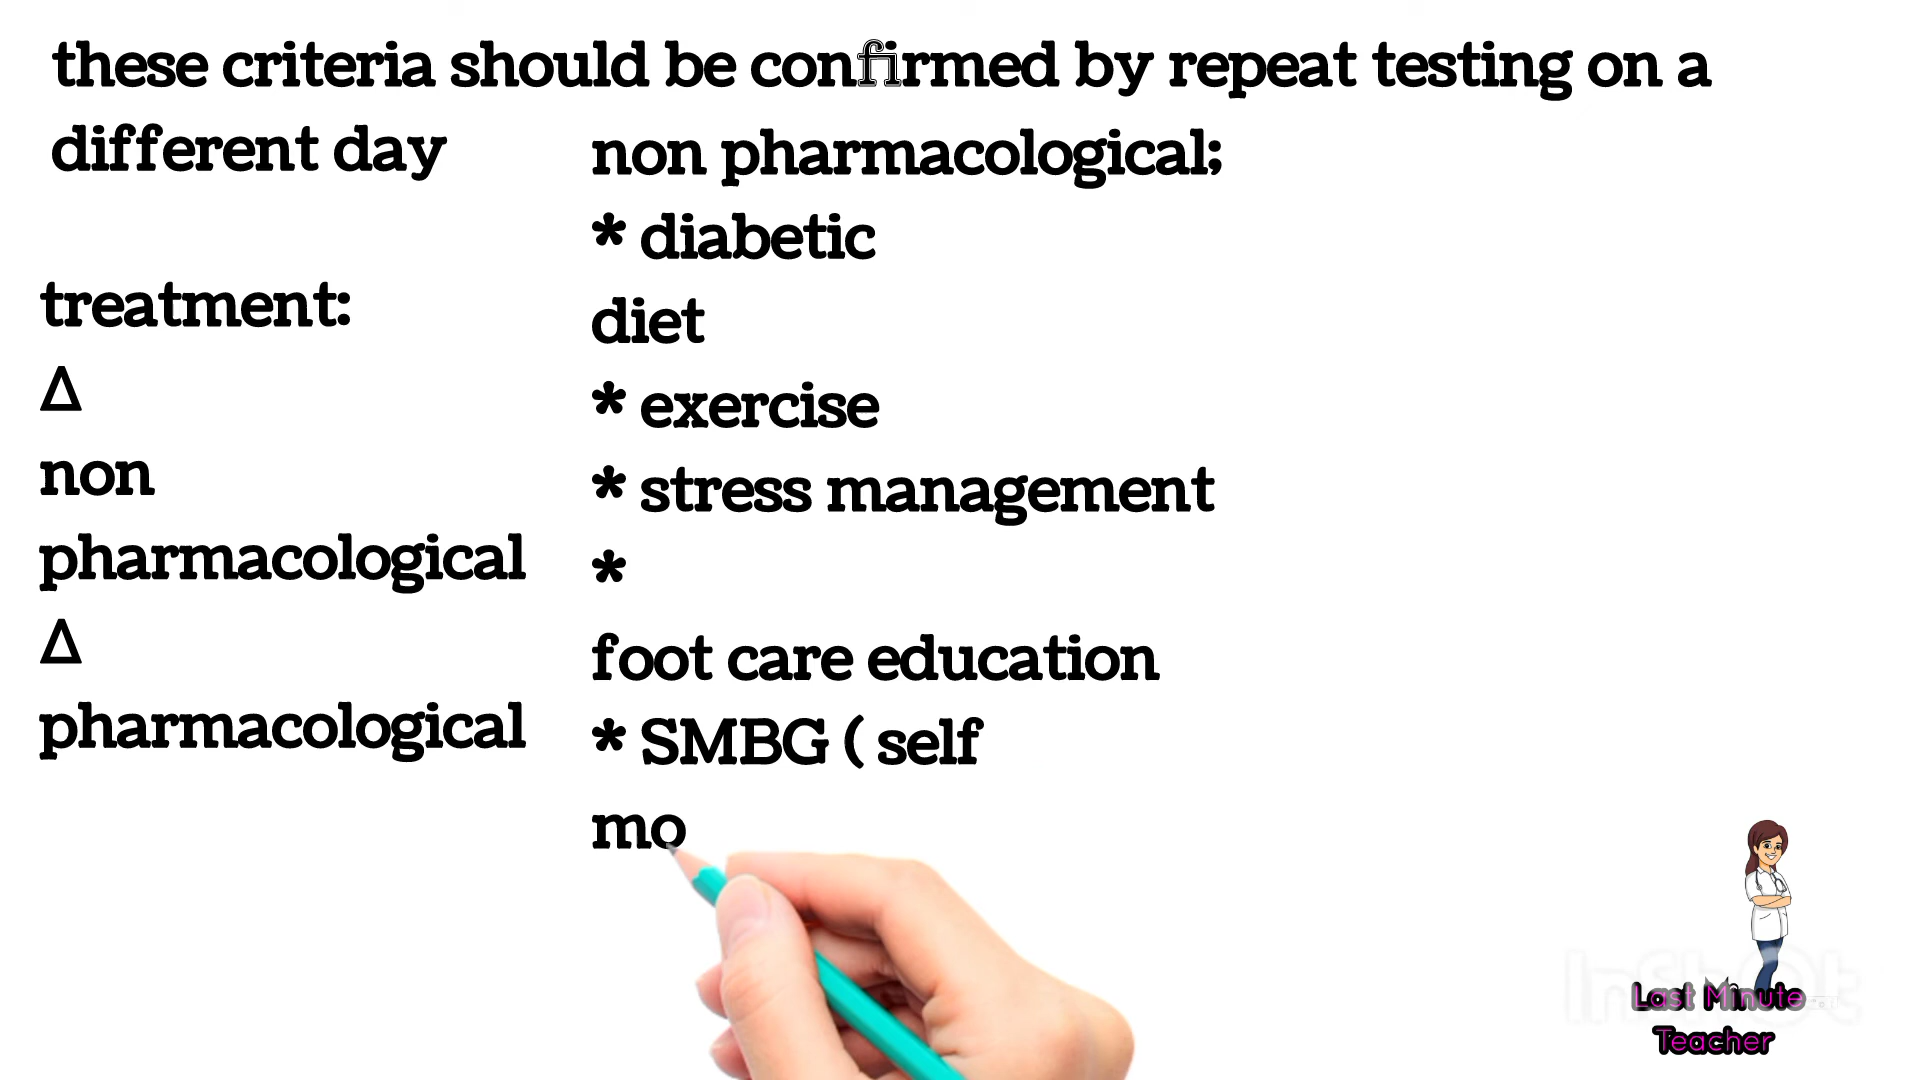 these criteria should be confirmed by repeat testing on a
different day
treatment:
Δ
non
pharmacological
Δ
pharmacological
non pharmacological;
* diabetic
diet
* exercise
* stress management
*
foot care education
* SMBG ( self
mo
InShOt
Last Minute
Teacher